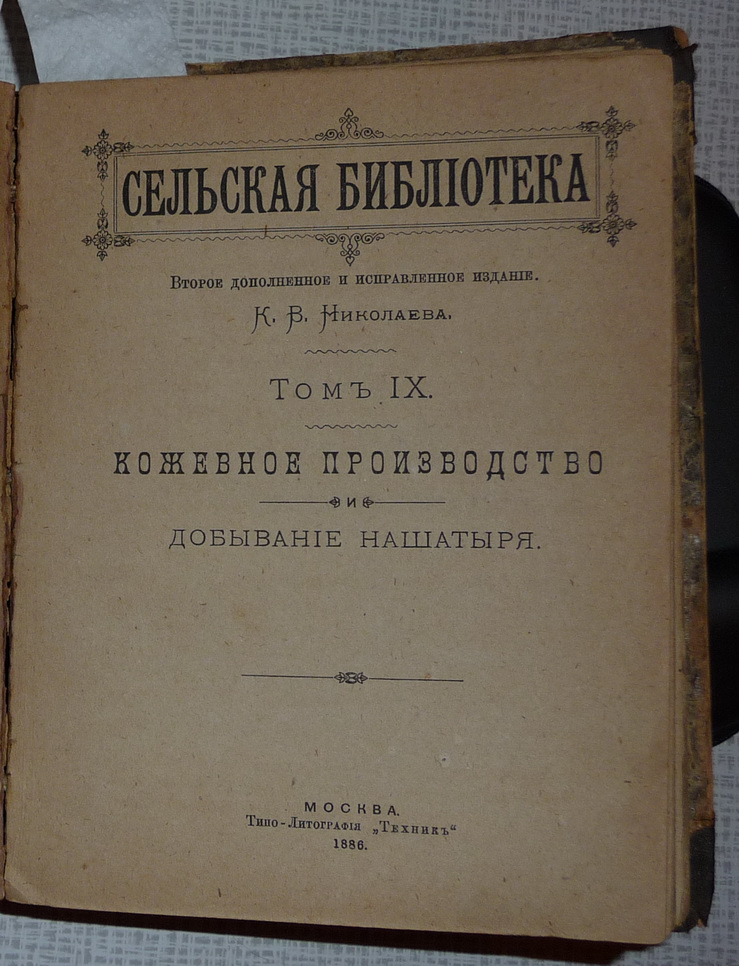 СЕЛЬСКАЯ БИБЛІОТЕКА
Второе дополненное и исправленное изданіе.
К. В. Николаева.
Томъ IX.
КОЖЕВНОЕ ПРОИЗВОДСТВО
И
ДОБЫВАНІЕ НАШАТЫРЯ.
МОСКВА.
Типо-Литографія „Техникъ“
1886.